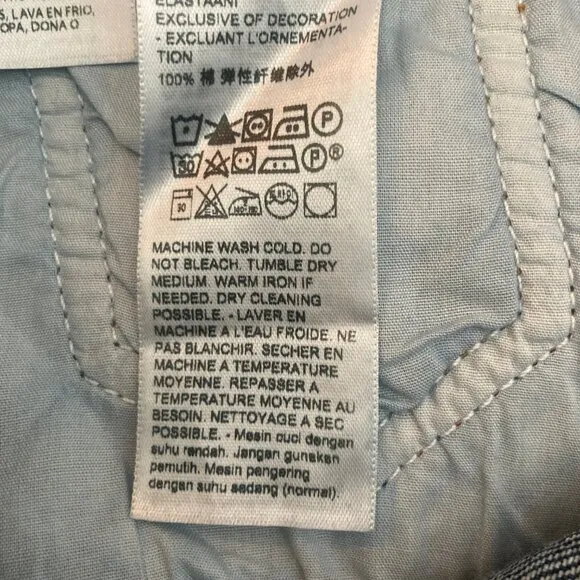 S, LAVA EN FRIO,
OPA, DONA O
ELASTAANI
EXCLUSIVE OF DECORATION
- EXCLUANT L'ORNEMENTA-
TION
100% 棉 弹性纤维除外
P
30 P®
30
MACHINE WASH COLD. DO
NOT BLEACH. TUMBLE DRY
MEDIUM. WARM IRON IF
NEEDED. DRY CLEANING
POSSIBLE. - LAVER EN
MACHINE A L'EAU FROIDE. NE
PAS BLANCHIR. SECHER EN
MACHINE A TEMPERATURE
MOYENNE. REPASSER A
TEMPERATURE MOYENNE AU
BESOIN. NETTOYAGE A SEC
POSSIBLE. - Mesin cuci dengan
suhu rendah. Jangan gunakan
pemutih. Mesin pengering
dengan suhu sedang (normal).